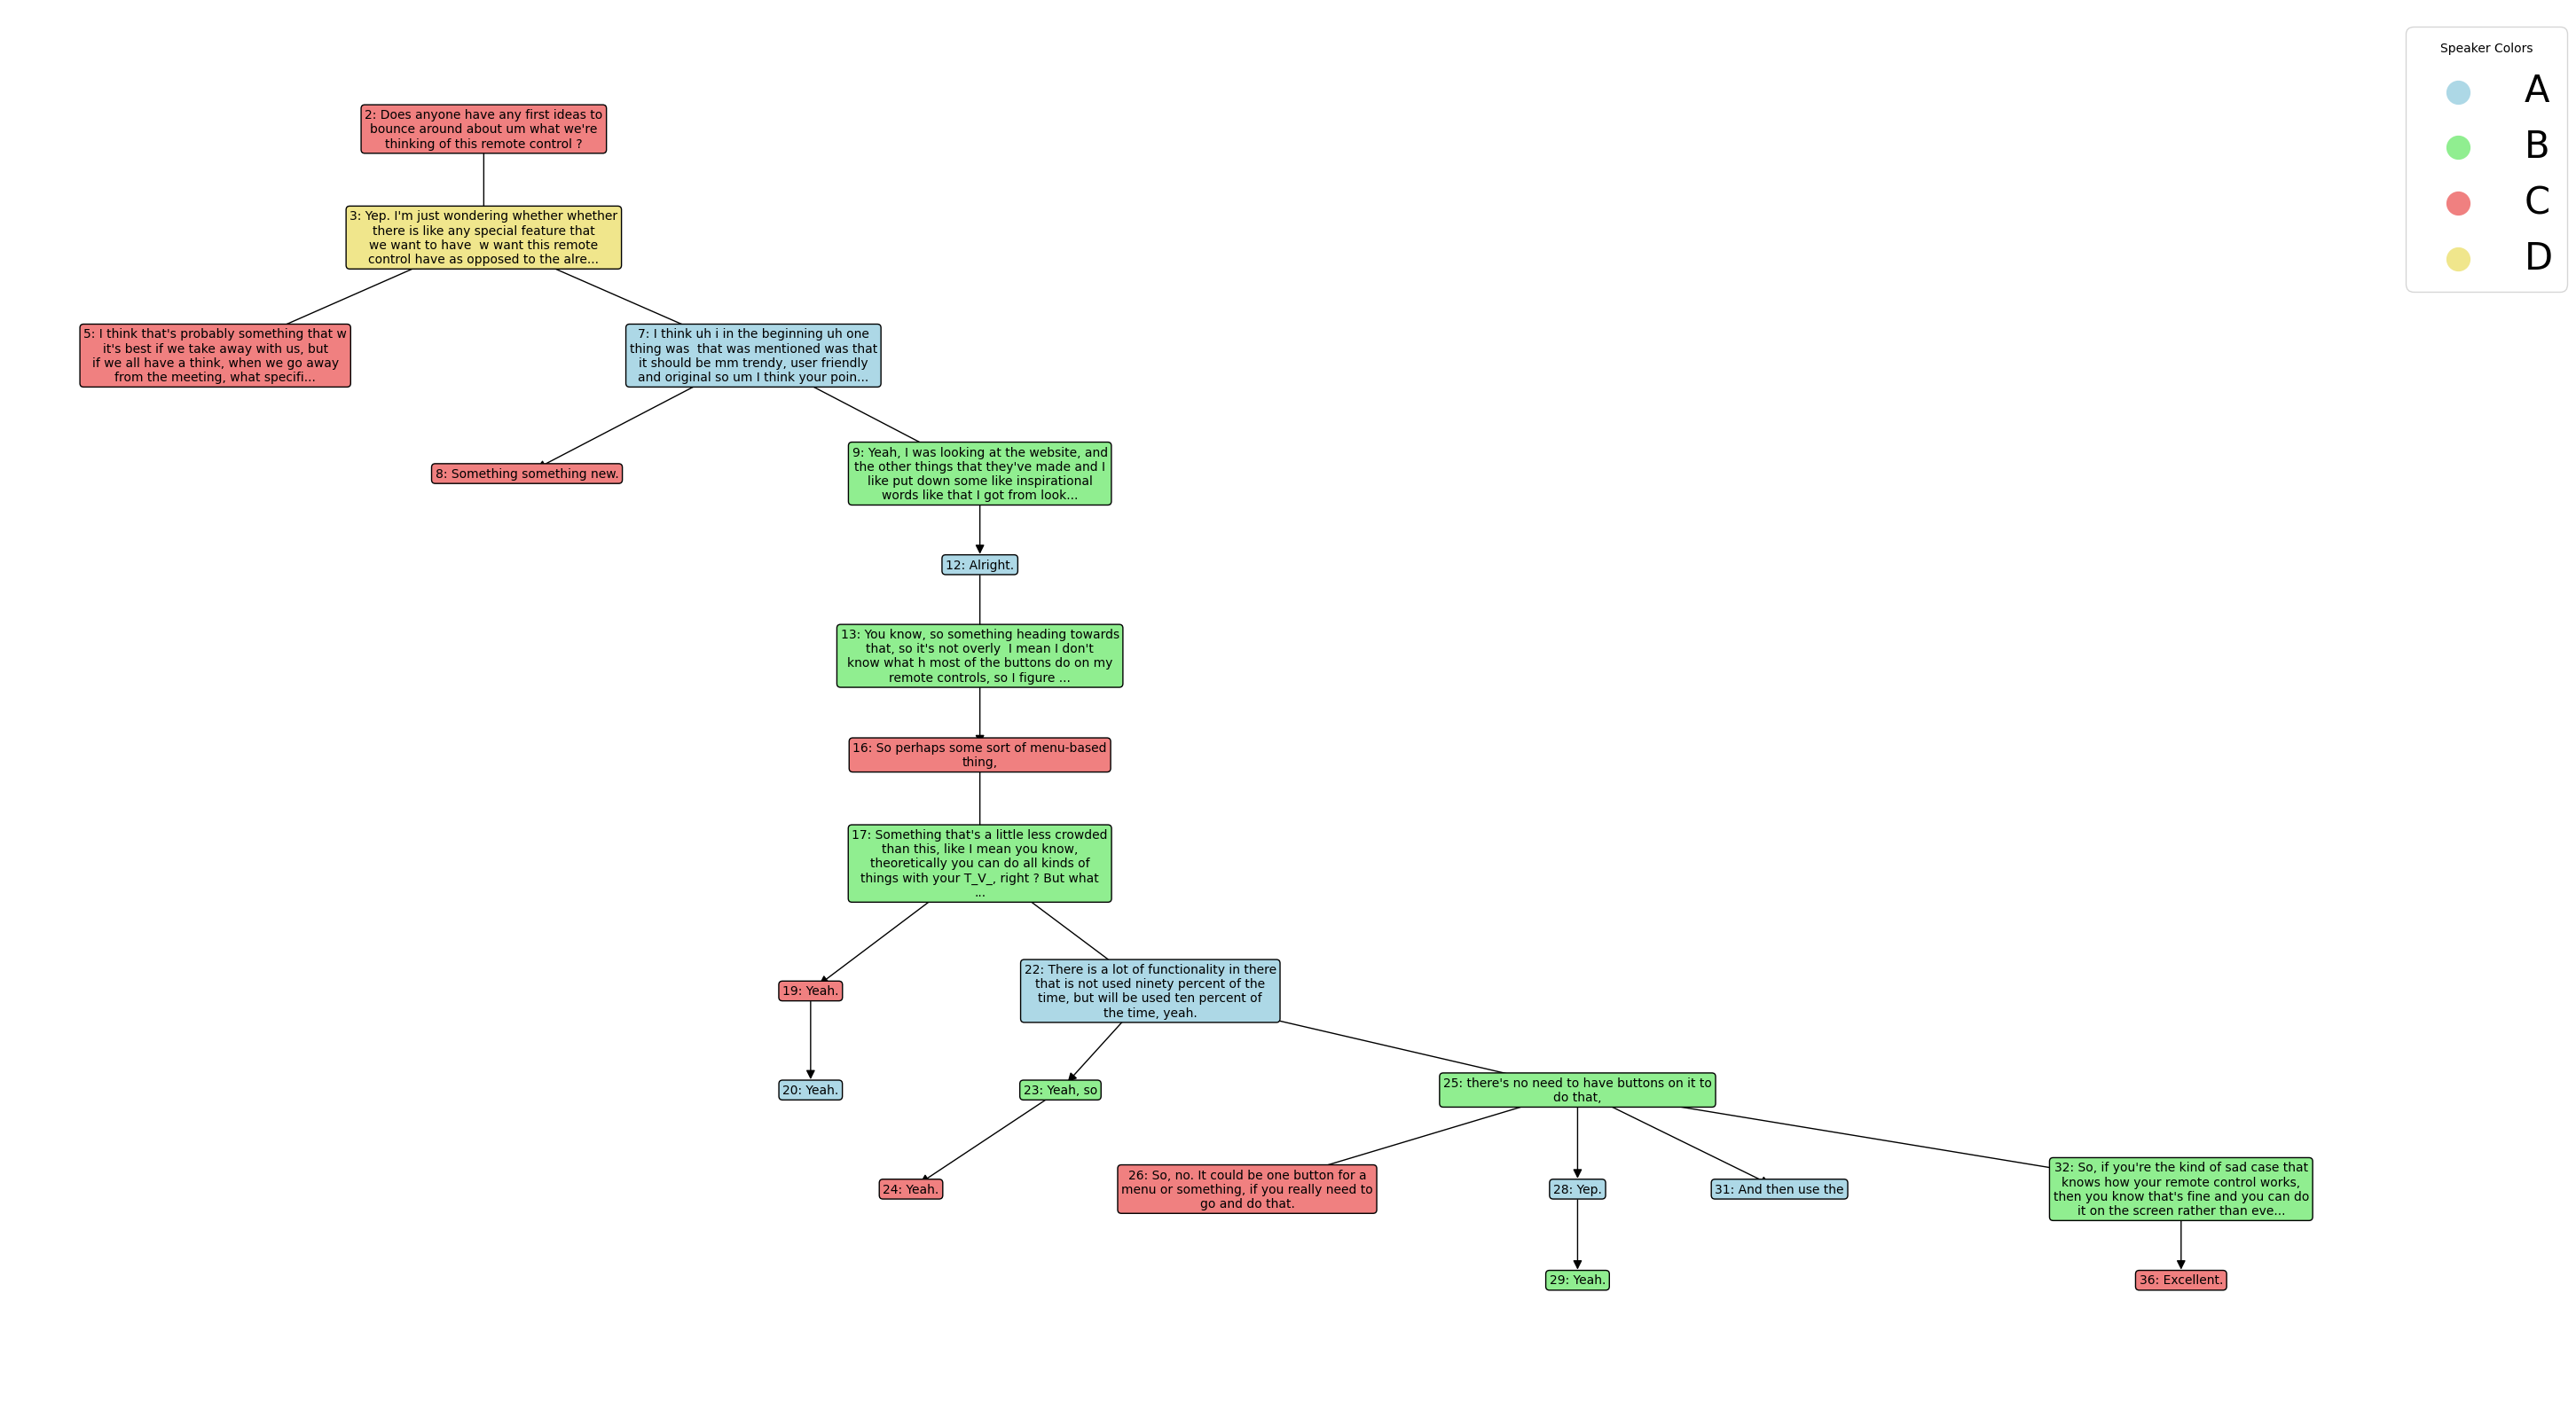 Speaker Colors
A
B
C
D
2: Does anyone have any first ideas to
bounce around about um what we're
thinking of this remote control ?
3: Yep. I'm just wondering whether whether
there is like any special feature that
we want to have  w want this remote
control have as opposed to the alre...
5: I think that's probably something that w
it's best if we take away with us, but
if we all have a think, when we go away
from the meeting, what specifi...
7: I think uh i in the beginning uh one
thing was  that was mentioned was that
it should be mm trendy, user friendly
and original so um I think your poin...
8: Something something new.
9: Yeah, I was looking at the website, and
the other things that they've made and I
like put down some like inspirational
words like that I got from look...
12: Alright.
13: You know, so something heading towards
that, so it's not overly  I mean I don't
know what h most of the buttons do on my
remote controls, so I figure ...
16: So perhaps some sort of menu-based
thing,
17: Something that's a little less crowded
than this, like I mean you know,
theoretically you can do all kinds of
things with your T_V_, right ? But what
...
19: Yeah.
22: There is a lot of functionality in there
that is not used ninety percent of the
time, but will be used ten percent of
the time, yeah.
20: Yeah.
23: Yeah, so
25: there's no need to have buttons on it to
do that,
24: Yeah.
26: So, no. It could be one button for a
menu or something, if you really need to
go and do that.
28: Yep.
31: And then use the
32: So, if you're the kind of sad case that
knows how your remote control works,
then you know that's fine and you can do
it on the screen rather than eve...
29: Yeah.
36: Excellent.